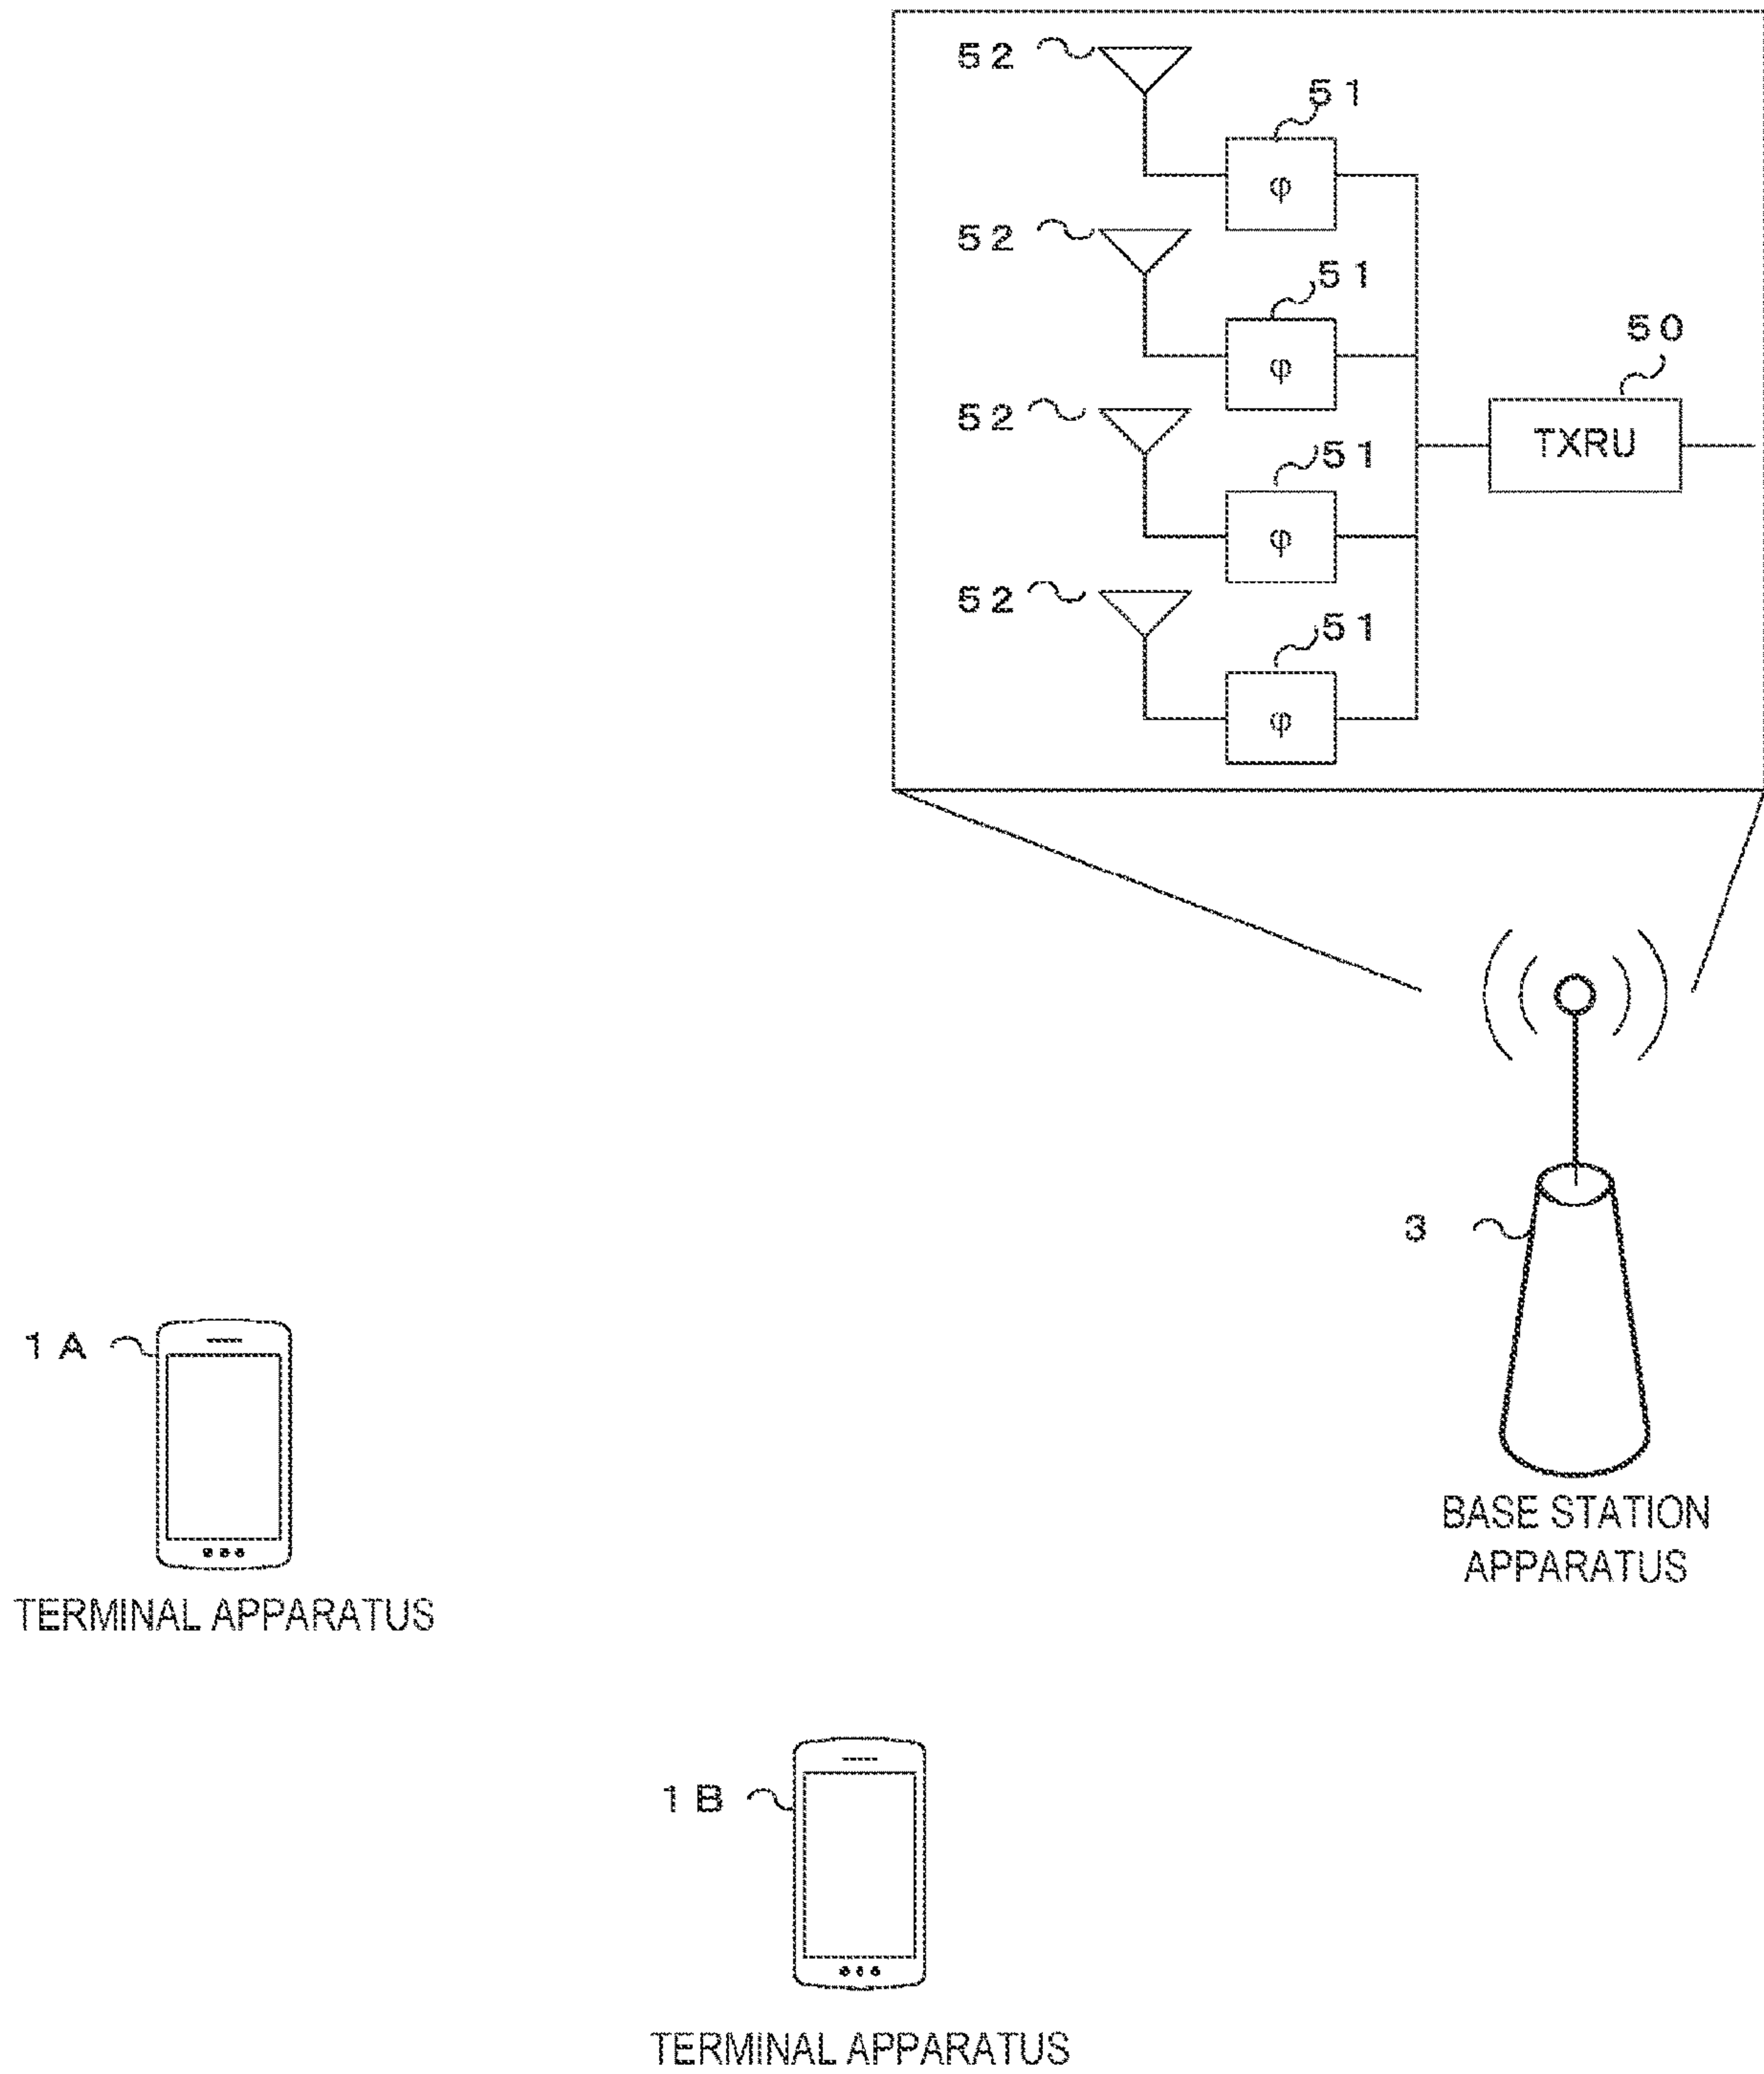 52
51
φ
52
51
φ
50
TXRU
52
51
φ
52
51
φ
3
BASE STATION
APPARATUS
1A
TERMINAL APPARATUS
1B
TERMINAL APPARATUS